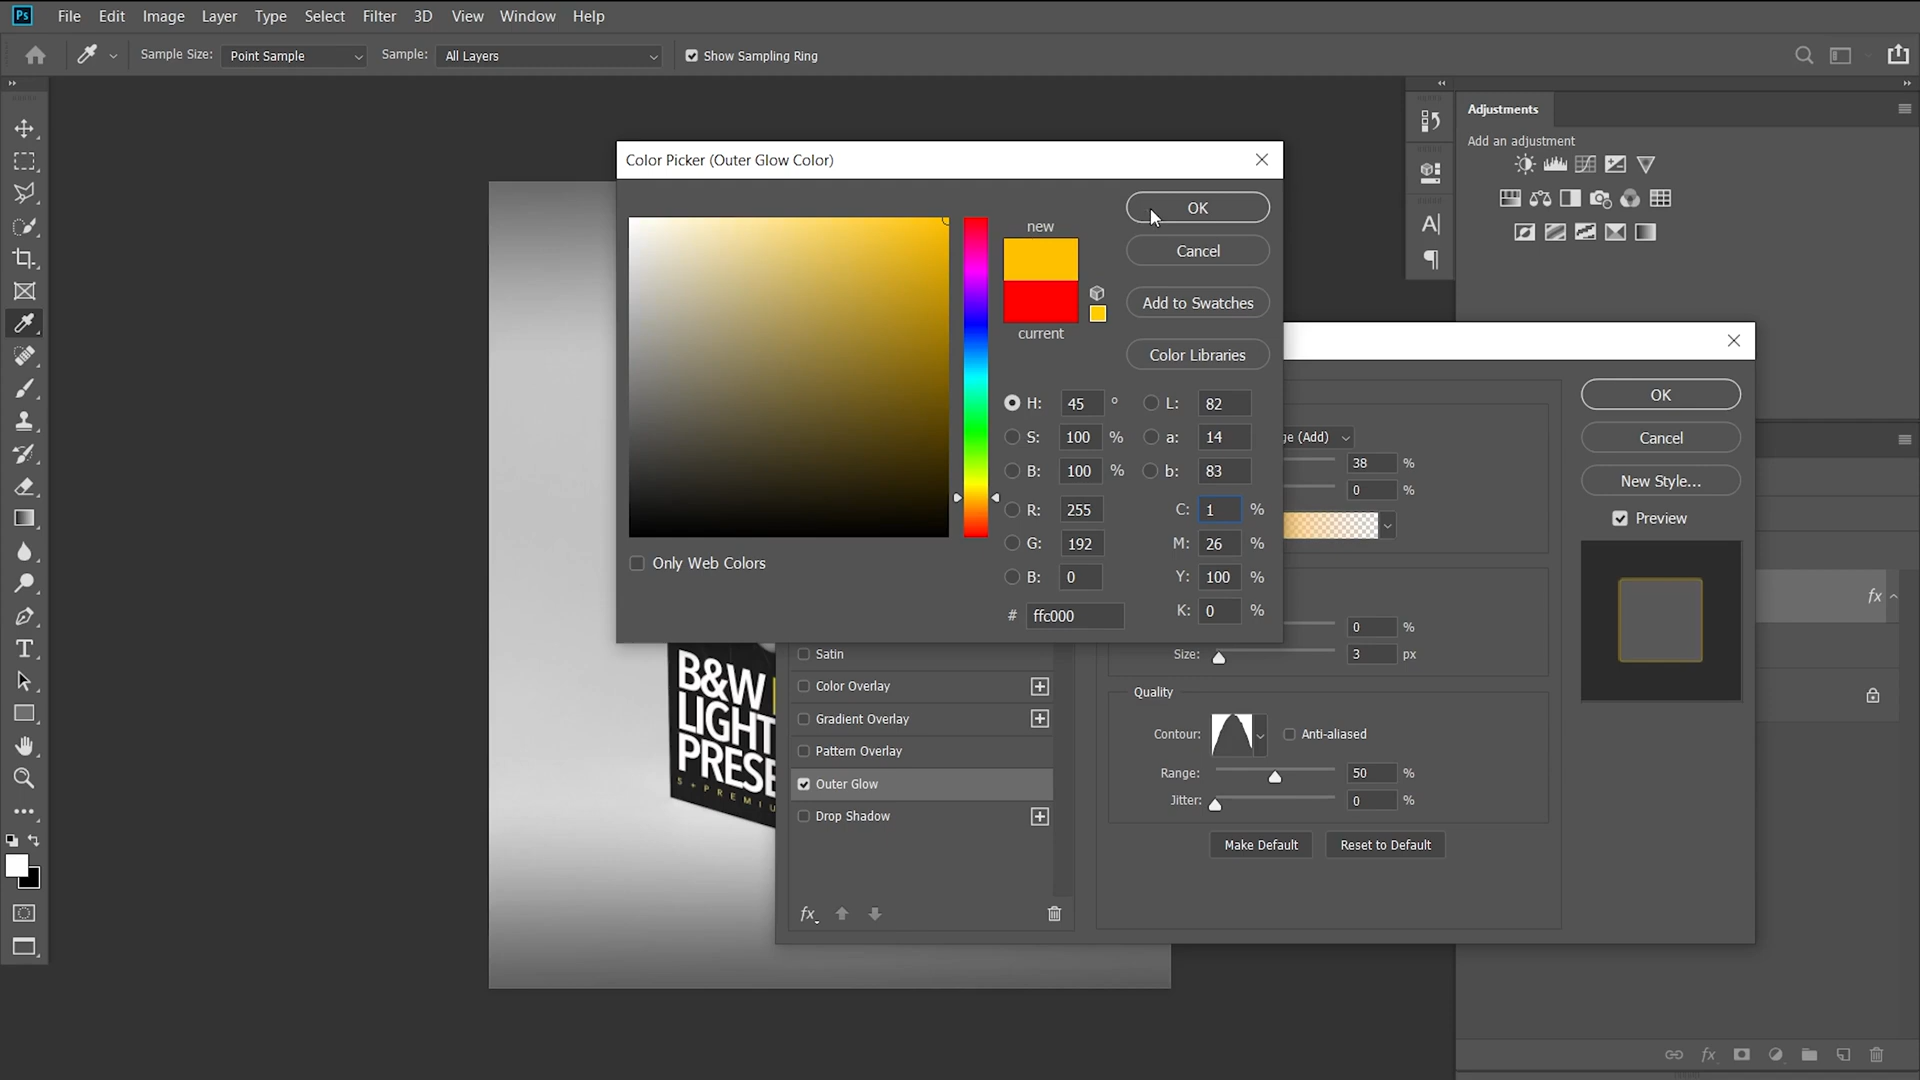 Ps File Edit Image Layer Type Select Filter 3D View Window Help
Sample Size: Point Sample Sample: All Layers Show Sampling Ring
Adjustments
Add an adjustment
Color Picker (Outer Glow Color)
OK
Cancel
Add to Swatches
Color Libraries
new
current
H: 45 °
S: 100 %
B: 100 %
R: 255
G: 192
B: 0
# ffc000
L: 82
a: 14
b: 83
C: 1 %
M: 26 %
Y: 100 %
K: 0 %
Only Web Colors
ge (Add)
38 %
0 %
0 %
Size: 3 px
Quality
Contour: Anti-aliased
Range: 50 %
Jitter: 0 %
Make Default Reset to Default
OK
Cancel
New Style...
Preview
Satin
Color Overlay
Gradient Overlay
Pattern Overlay
Outer Glow
Drop Shadow
fx
fx
fx
B&W
LIGHT
PRESE
5 + PREMIU